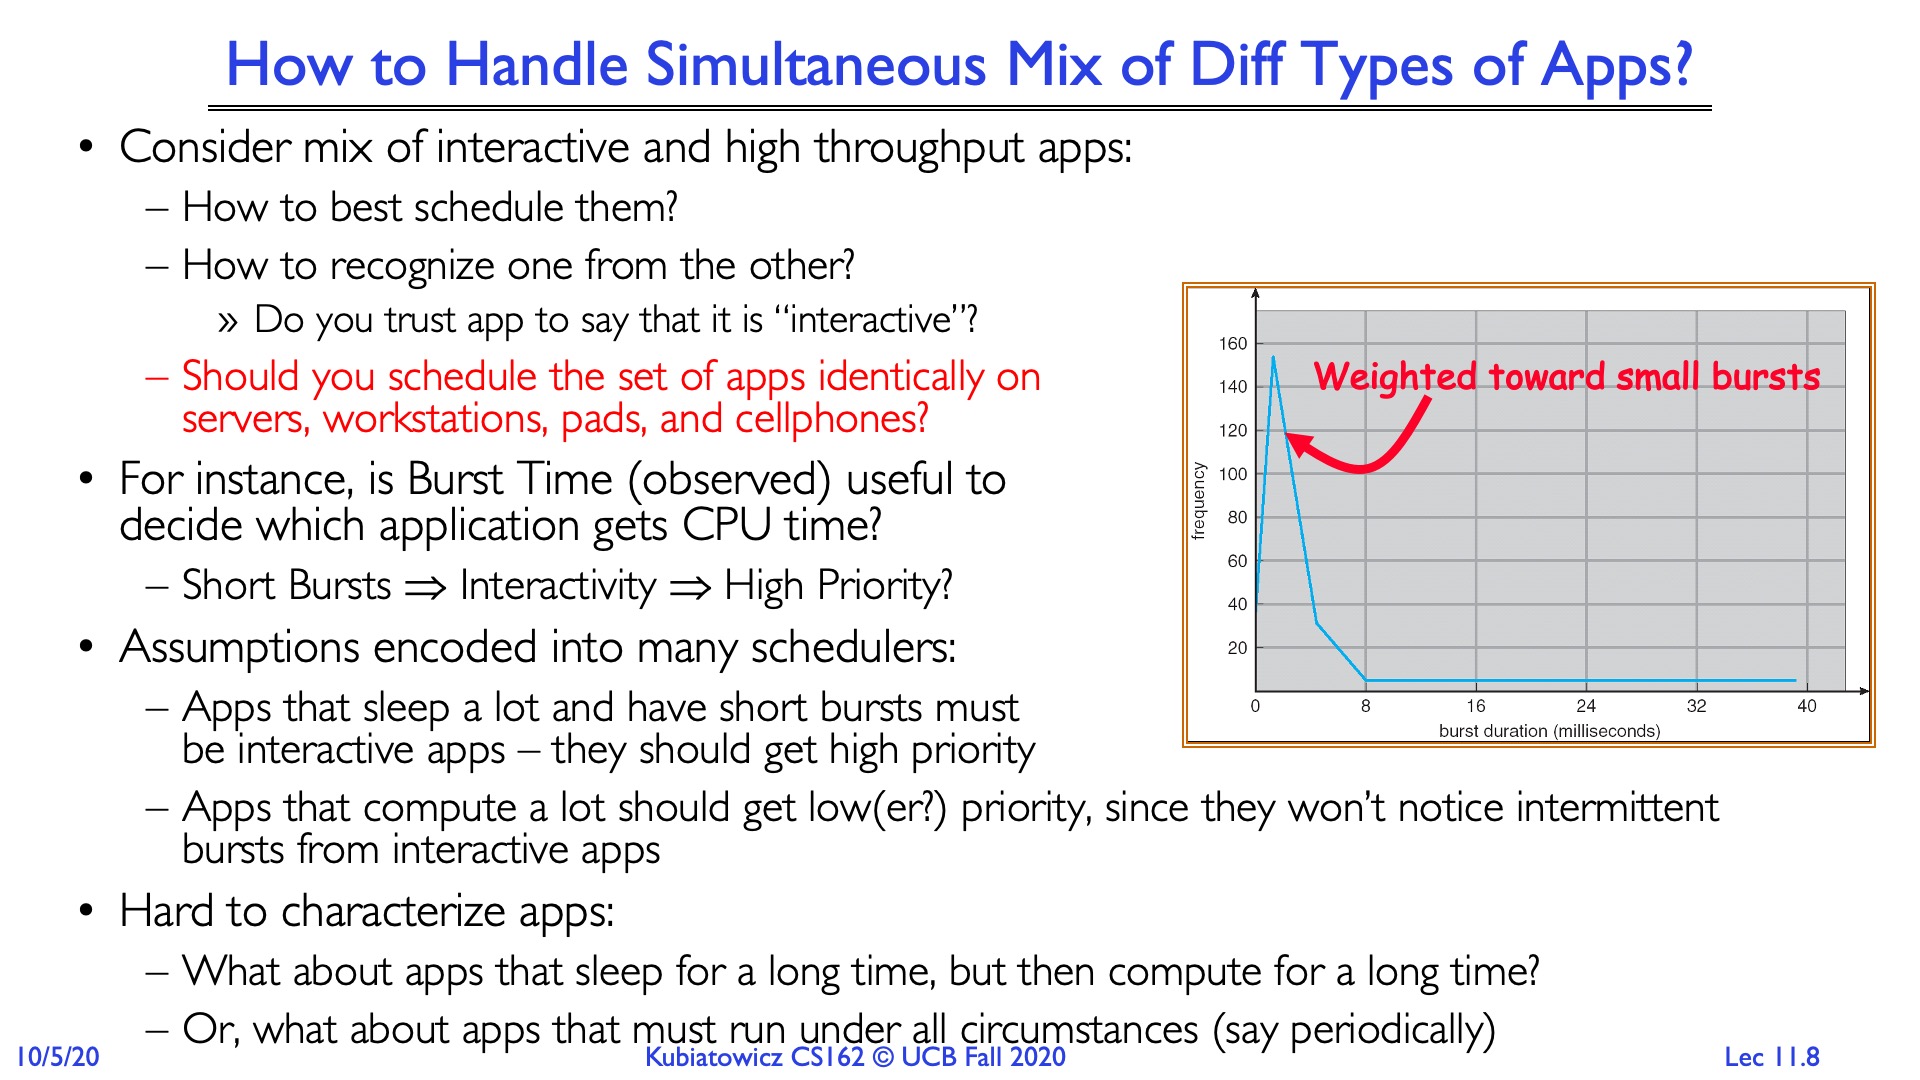 How to Handle Simultaneous Mix of Diff Types of Apps?
• Consider mix of interactive and high throughput apps:
– How to best schedule them?
– How to recognize one from the other?
» Do you trust app to say that it is “interactive”?
– Should you schedule the set of apps identically on
servers, workstations, pads, and cellphones?
• For instance, is Burst Time (observed) useful to
decide which application gets CPU time?
– Short Bursts ⇒ Interactivity ⇒ High Priority?
• Assumptions encoded into many schedulers:
– Apps that sleep a lot and have short bursts must
be interactive apps – they should get high priority
– Apps that compute a lot should get low(er?) priority, since they won’t notice intermittent
bursts from interactive apps
• Hard to characterize apps:
– What about apps that sleep for a long time, but then compute for a long time?
– Or, what about apps that must run under all circumstances (say periodically)
Weighted toward small bursts
frequency
160
140
120
100
80
60
40
20
0 8 16 24 32 40
burst duration (milliseconds)
10/5/20 Kubiatowicz CS162 © UCB Fall 2020 Lec 11.8